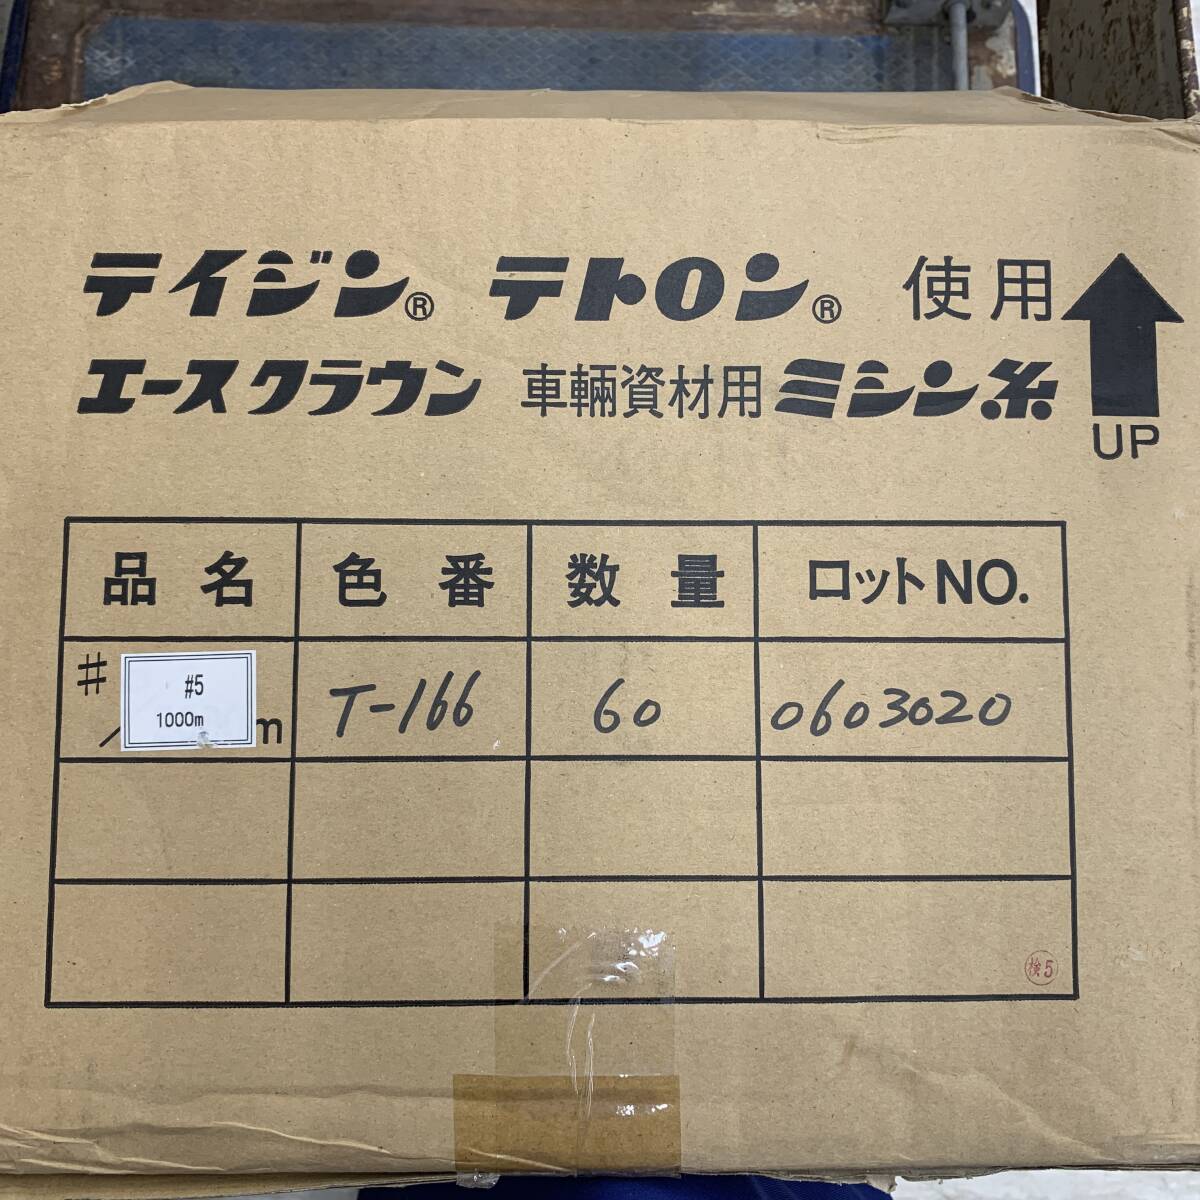 テイジン® テトロン® 使用
エースクラウン 車輛資材用 ミシン糸
UP
品名 色番 数量 ロットNO.
# #5 T-166 60 0603020
/ 1000m m
検5